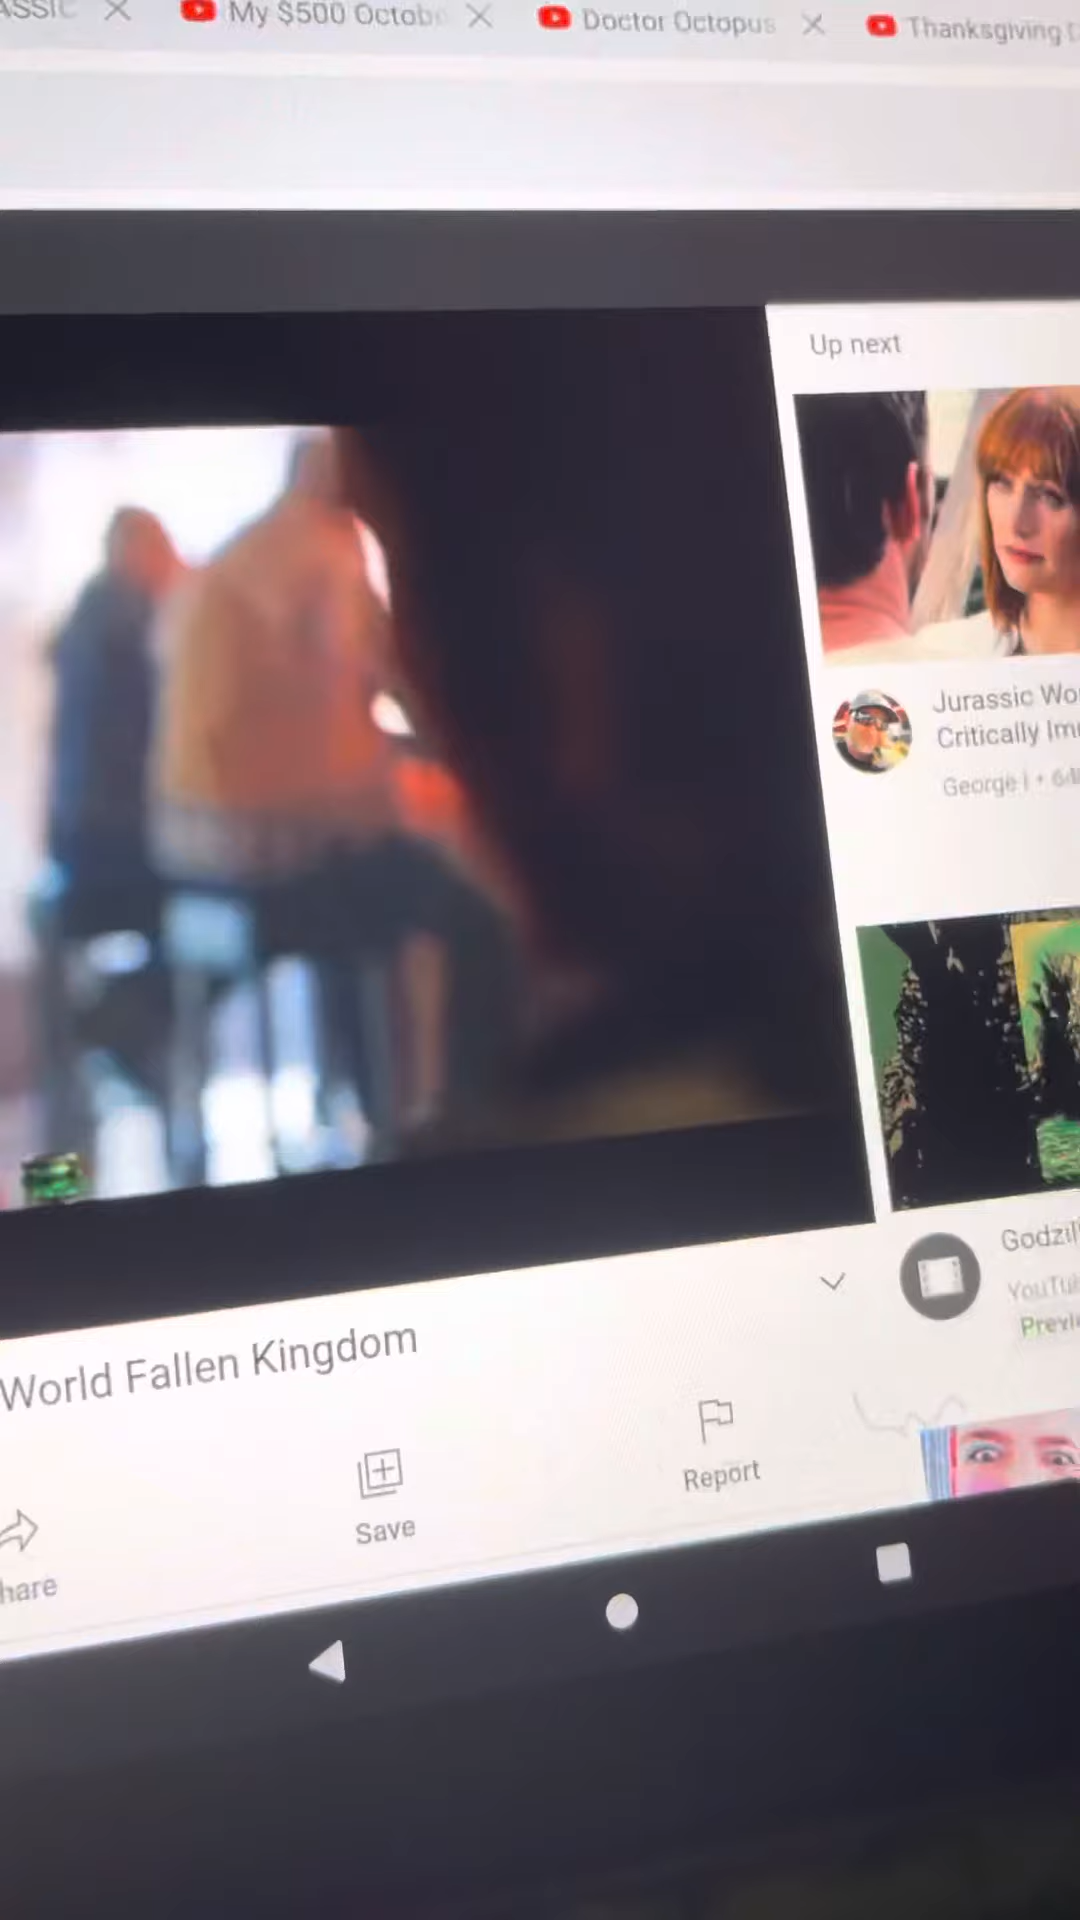 My $500 Octob
Doctor Octopus
Thanksgiving
Up next
Jurassic Wo
Critically Im
George I •
Godzil
YouTu
World Fallen Kingdom
Report
Save
hare